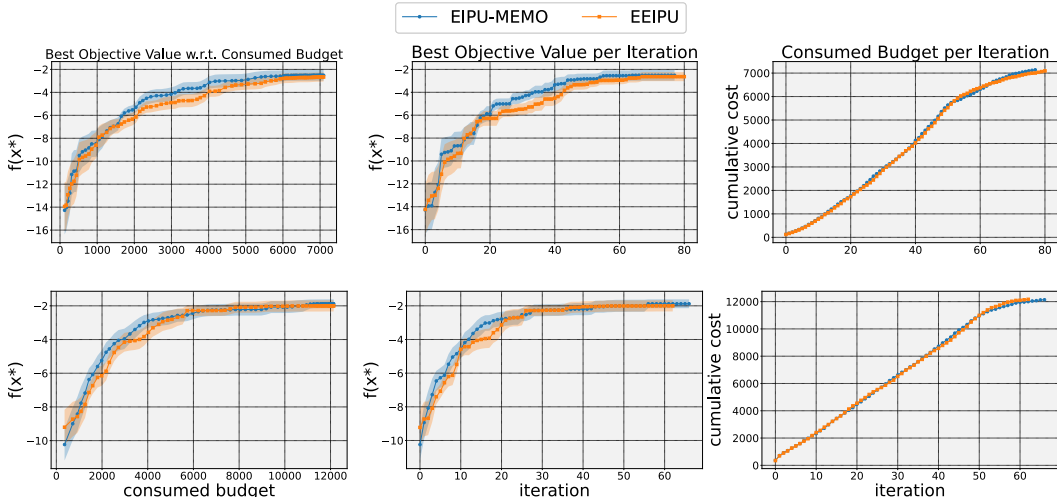 EIPU-MEMO EEIPU
Best Objective Value w.r.t. Consumed Budget
f(x*)
−2
−4
−6
−8
−10
−12
−14
−16
0 1000 2000 3000 4000 5000 6000 7000
Best Objective Value per Iteration
f(x*)
−2
−4
−6
−8
−10
−12
−14
−16
0 20 40 60 80
Consumed Budget per Iteration
cumulative cost
7000
6000
5000
4000
3000
2000
1000
0
0 20 40 60 80
f(x*)
−2
−4
−6
−8
−10
0 2000 4000 6000 8000 10000 12000
consumed budget
f(x*)
−2
−4
−6
−8
−10
0 10 20 30 40 50 60
iteration
cumulative cost
12000
10000
8000
6000
4000
2000
0
0 10 20 30 40 50 60
iteration